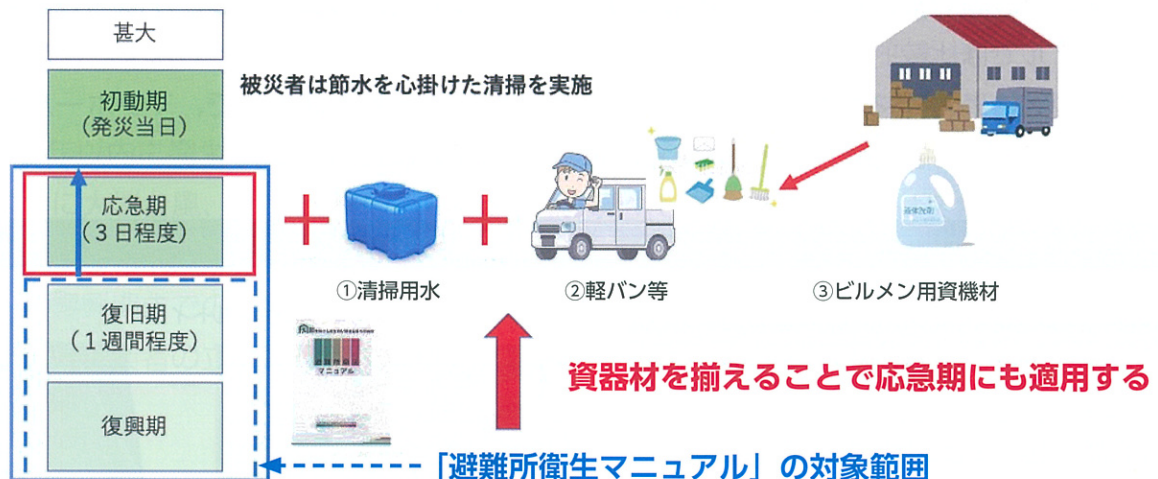 甚大
初動期
(発災当日)
被災者は節水を心掛けた清掃を実施
応急期
(3日程度)
①清掃用水
②軽バン等
③ビルメン用資機材
復旧期
(1週間程度)
マニュアル
資器材を揃えることで応急期にも適用する
復興期
「避難所衛生マニュアル」の対象範囲